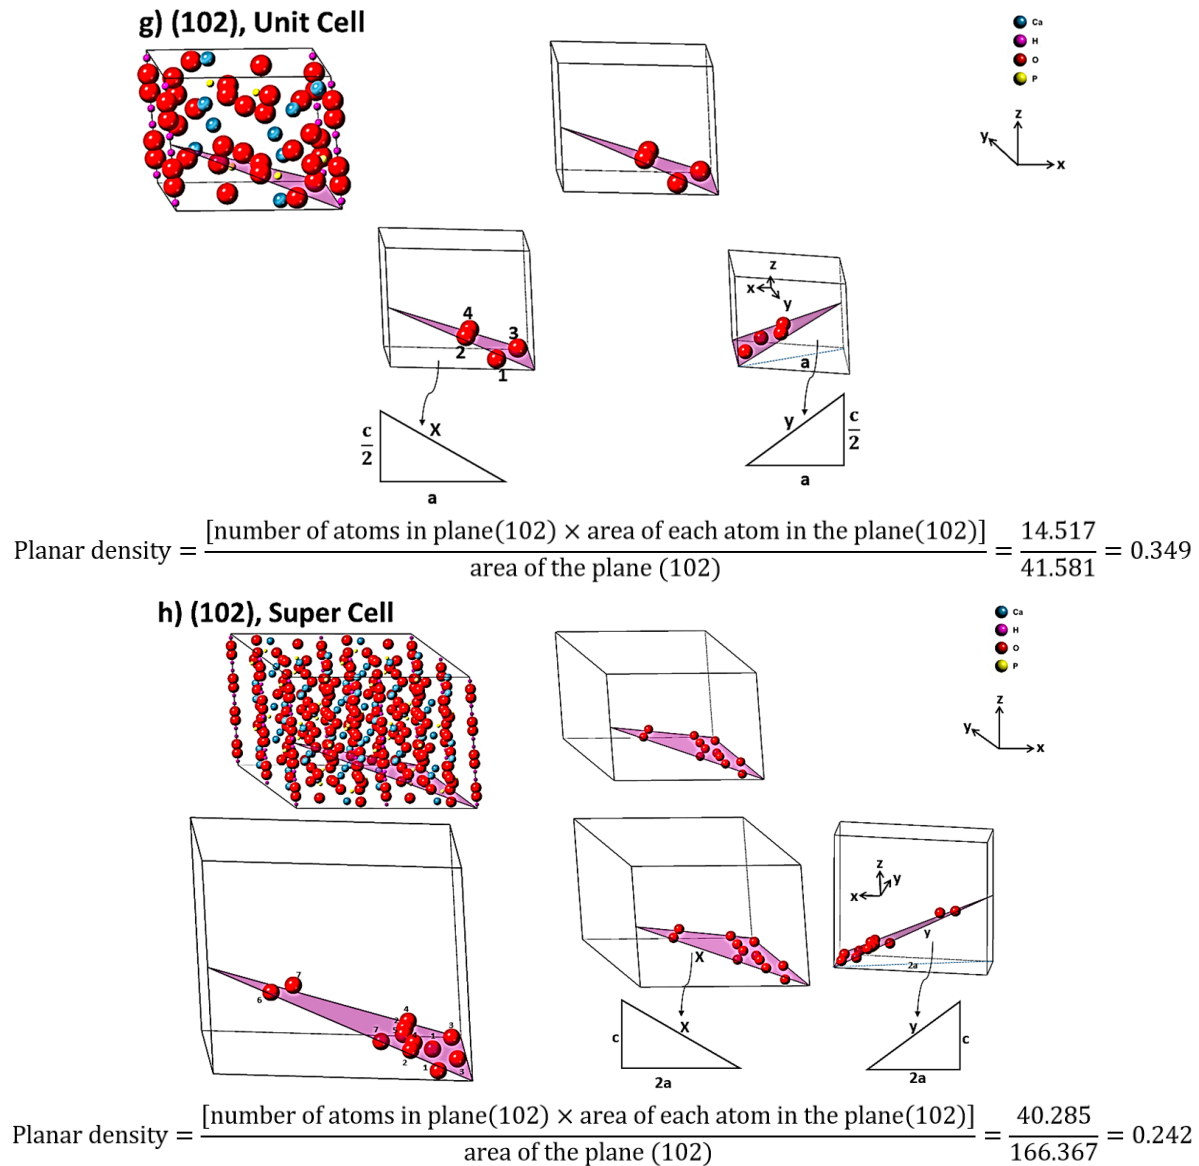 g) (102), Unit Cell
Ca
H
O
P
z
y
x
z
x
y
4
3
2
1
a
x
c/2
a
y
c/2
a
Planar density = [number of atoms in plane(102) × area of each atom in the plane(102)] / area of the plane (102) = 14.517 / 41.581 = 0.349
h) (102), Super Cell
Ca
H
O
P
z
y
x
z
y
x
y
2a
x
7
6
4
2
5
7
1
3
2
1
3
c
x
2a
y
c
2a
Planar density = [number of atoms in plane(102) × area of each atom in the plane(102)] / area of the plane (102) = 40.285 / 166.367 = 0.242